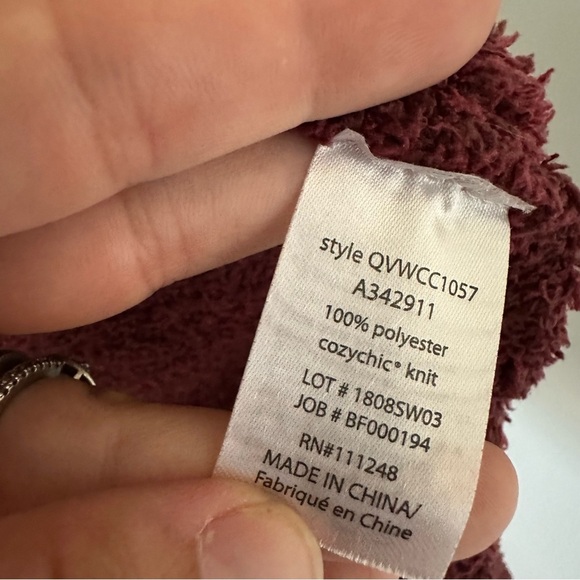 style QVWCC1057
A342911
100% polyester
cozychic® knit
LOT # 1808SW03
JOB # BF000194
RN#111248
MADE IN CHINA/
Fabriqué en Chine